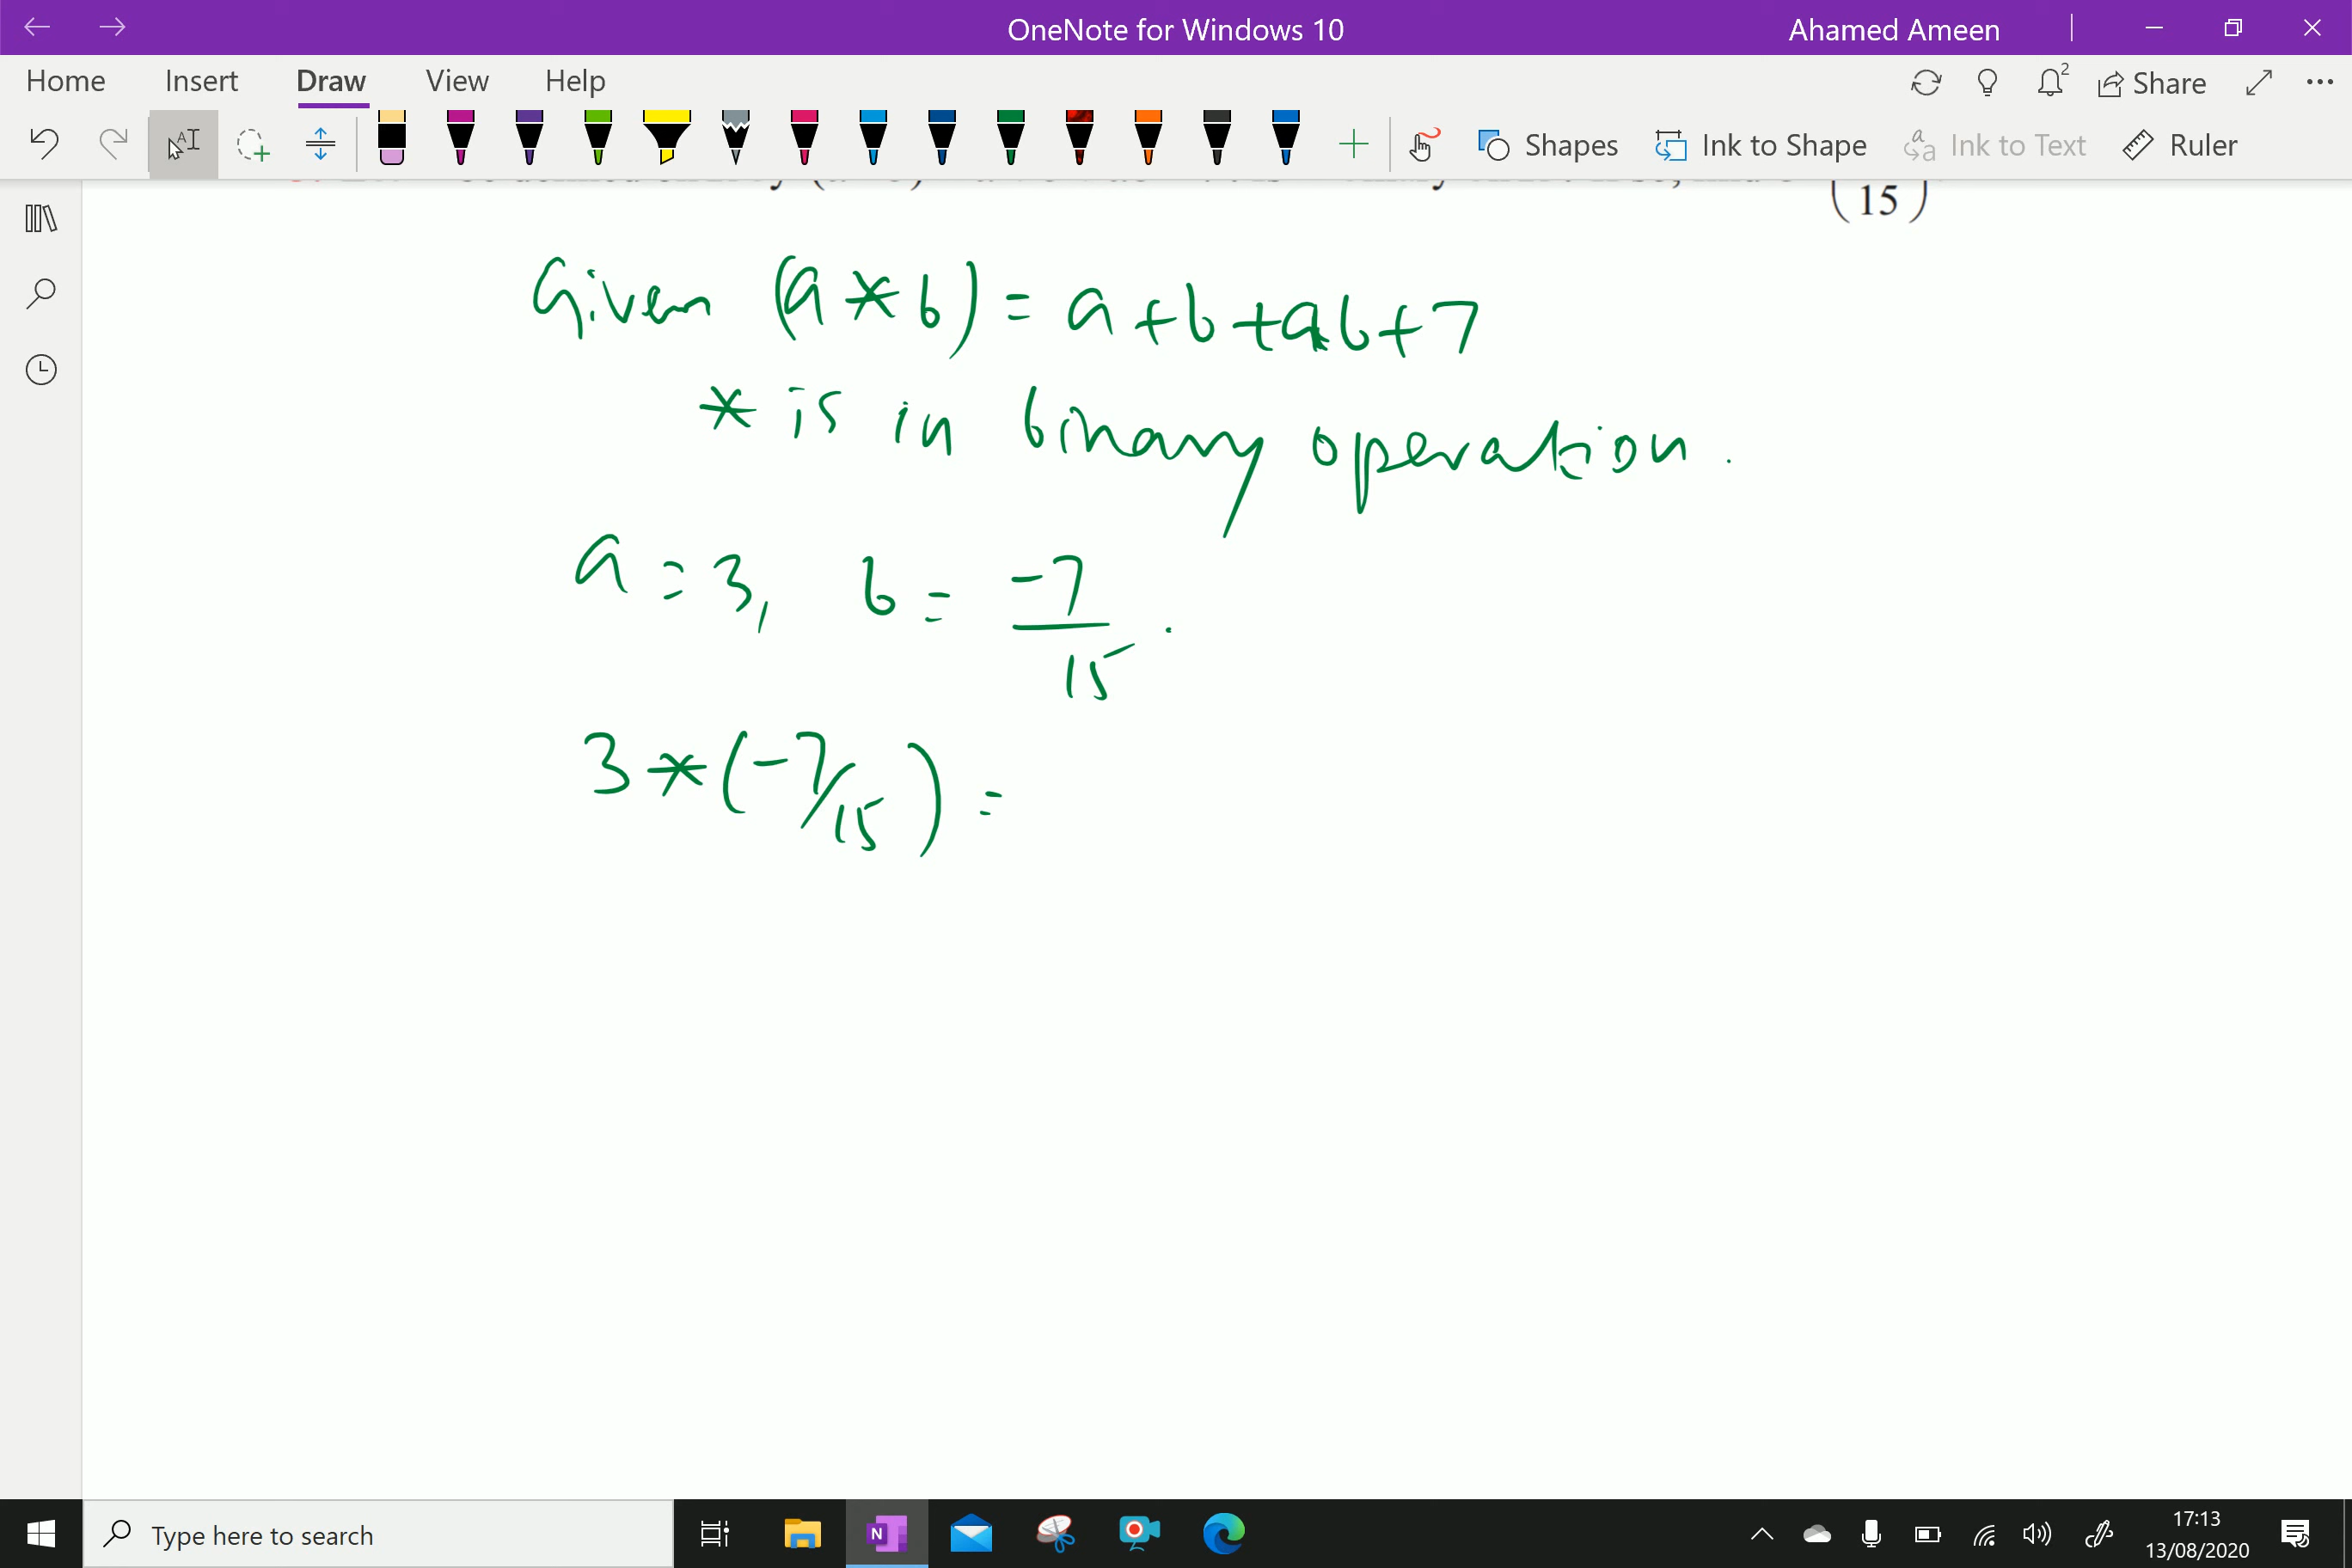 OneNote for Windows 10 Ahamed Ameen
Home Insert Draw View Help 2 Share
Shapes Ink to Shape Ink to Text Ruler
15
Given (a * b) = a + b + ab + 7
* is in binary operation.
a = 3, b = -7/15.
3 * (-7/15) =
Type here to search
17:13
13/08/2020